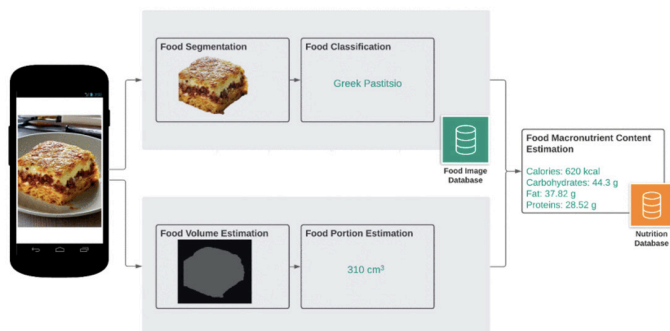 Food Segmentation
Food Classification
Greek Pastitsio
Food Image
Database
Food Volume Estimation
Food Portion Estimation
310 cm³
Food Macronutrient Content
Estimation
Calories: 620 kcal
Carbohydrates: 44.3 g
Fat: 37.82 g
Proteins: 28.52 g
Nutrition
Database